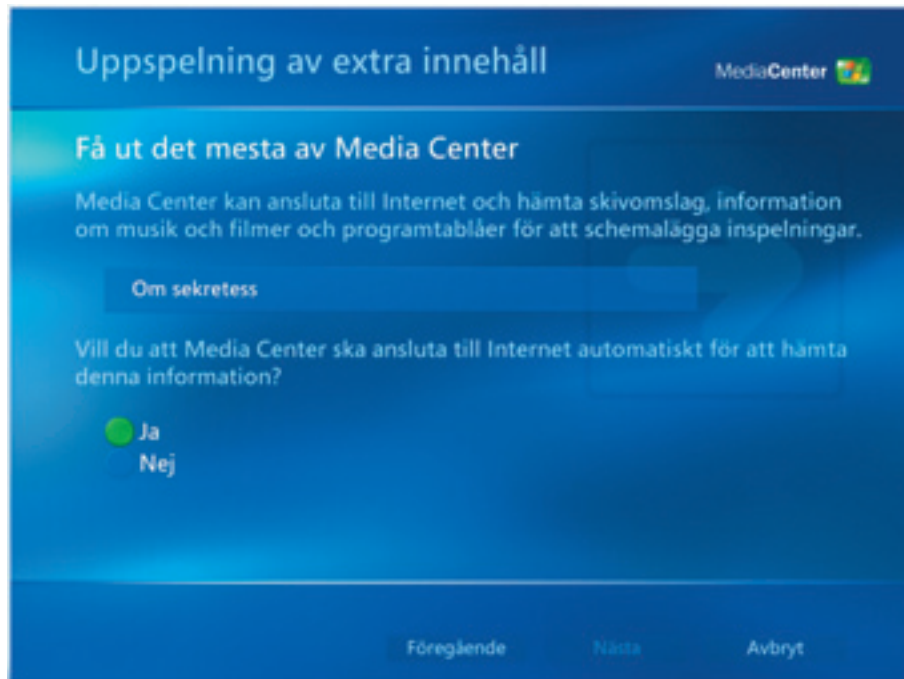 Uppspelning av extra innehåll
MediaCenter
Få ut det mesta av Media Center
Media Center kan ansluta till Internet och hämta skivomslag, information
om musik och filmer och programtablåer för att schemalägga inspelningar.
Om sekretess
Vill du att Media Center ska ansluta till Internet automatiskt för att hämta
denna information?
Ja
Nej
Föregående
Nästa
Avbryt